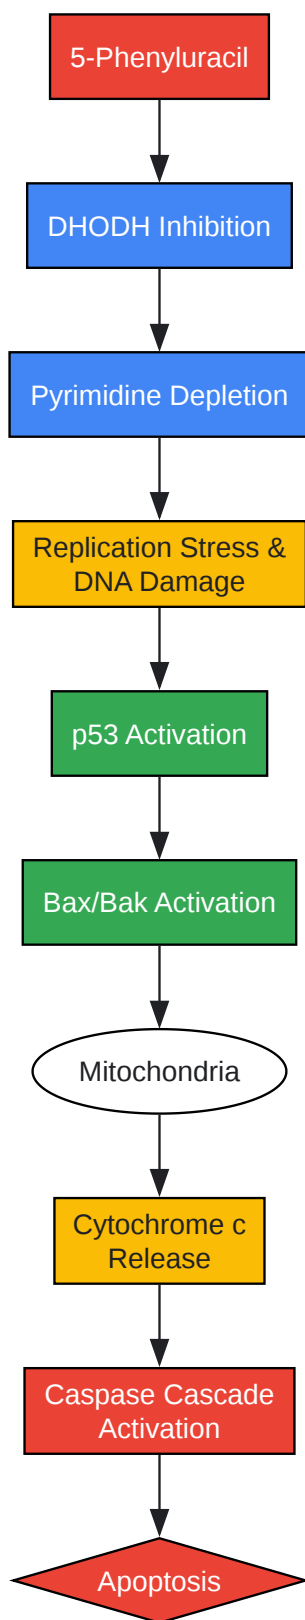 5-Phenyluracil
DHODH Inhibition
Pyrimidine Depletion
Replication Stress &
DNA Damage
p53 Activation
Bax/Bak Activation
Mitochondria
Cytochrome c
Release
Caspase Cascade
Activation
Apoptosis